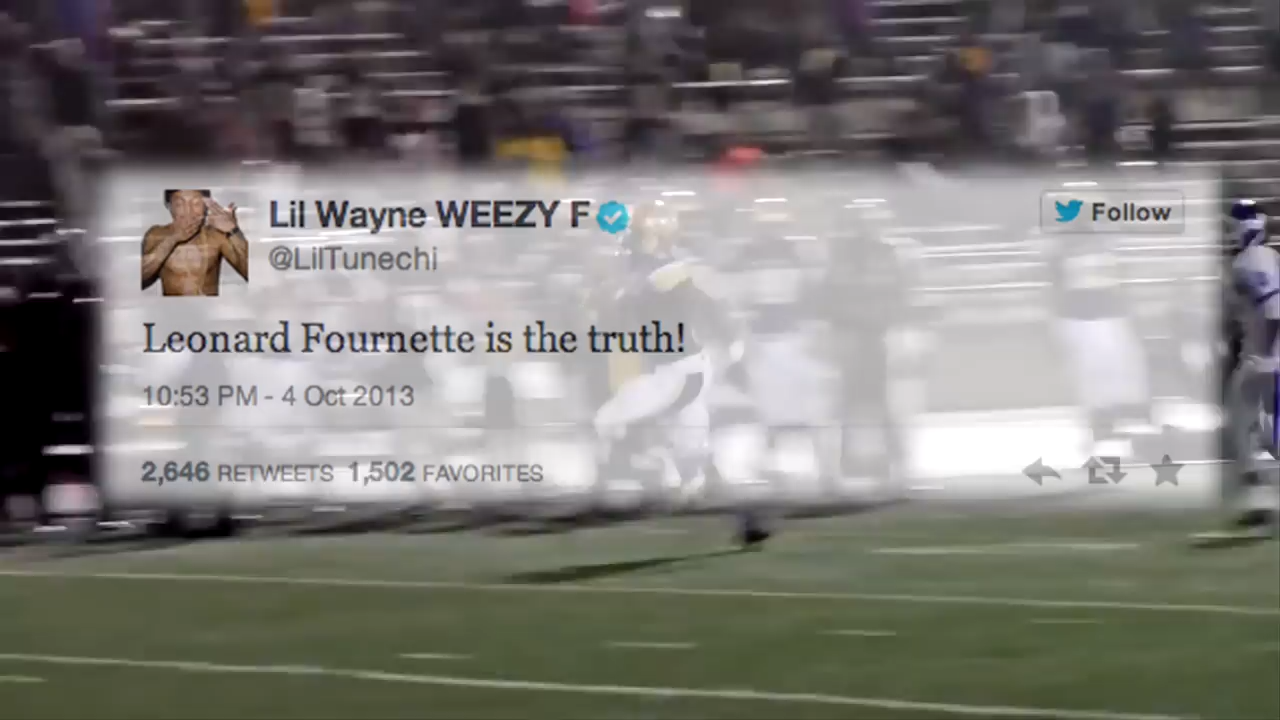 Lil Wayne WEEZY F
Follow
@LilTunechi
Leonard Fournette is the truth!
10:53 PM - 4 Oct 2013
2,646 RETWEETS 1,502 FAVORITES